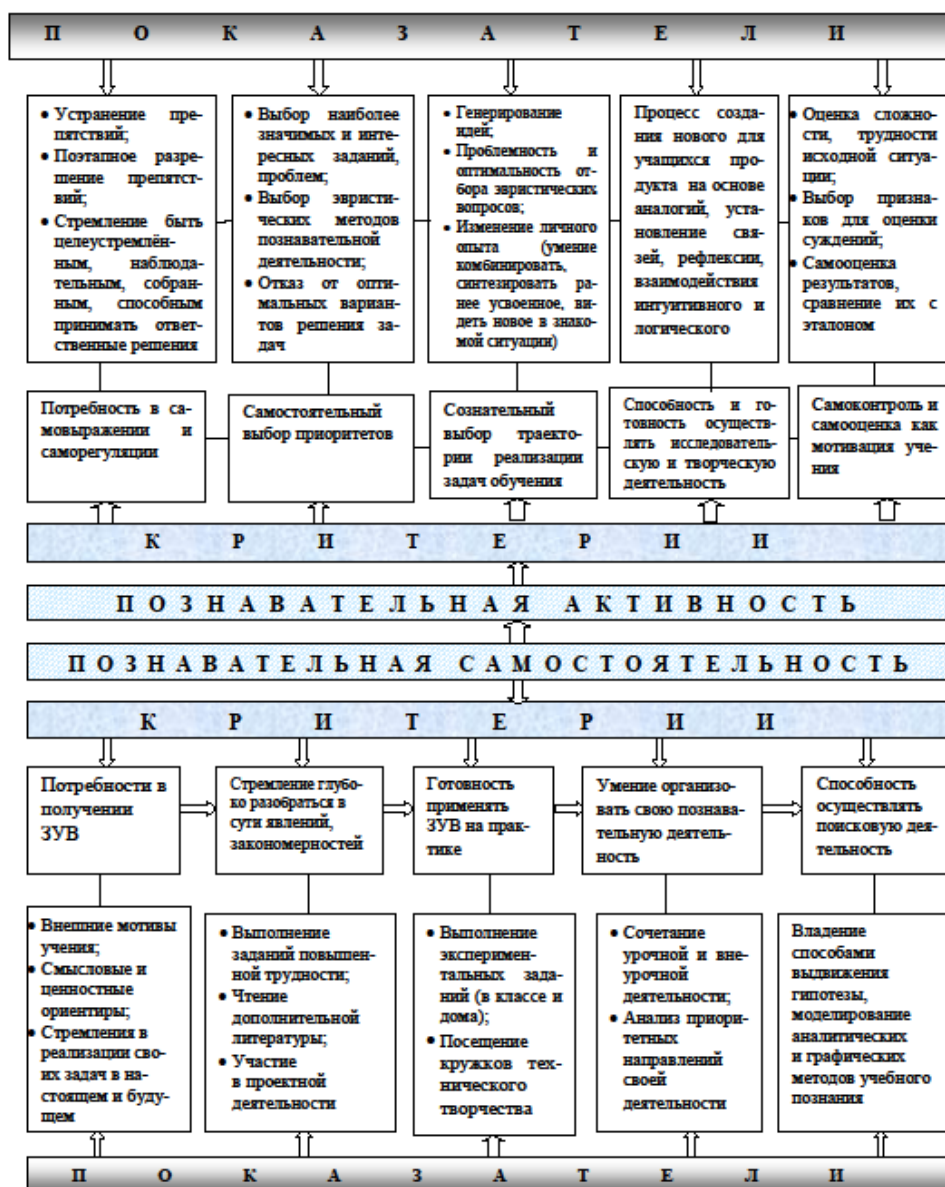 П О К А З А Т Е Л И
• Устранение пре-
пятствий;
• Поэтапное разре-
шение препятст-
вий;
• Стремление быть
целеустремлён-
ным, наблюда-
тельным, собран-
ным, способным
принимать ответ-
ственные решения
• Выбор наиболее
значимых и инте-
ресных заданий,
проблем;
• Выбор эврис-
тических методов
познавательной
деятельности;
• Отказ от опти-
мальных вариан-
тов решения за-
дач
• Генерирование
идей;
• Проблемность и
оптимальность от-
бора эвристических
вопросов;
• Изменение личного
опыта (умение
комбинировать,
синтезировать ра-
нее усвоенное, ви-
деть новое в знако-
мой ситуации)
Процесс созда-
ния нового для
учащихся про-
дукта на основе
аналогий, уста-
новление свя-
зей, рефлексии,
взаимодействия
интуитивного и
логического
• Оценка сложно-
сти, трудности
исходной ситуа-
ции;
• Выбор призна-
ков для оценки
суждений;
• Самооценка
результатов,
сравнение их с
эталоном
Потребность в са-
мовыражении и
саморегуляции
Самостоятельный
выбор приоритетов
Сознательный
выбор траекто-
рии реализации
задач обучения
Способность и го-
товность осущест-
влять исследователь-
скую и творческую
деятельность
Самоконтроль и
самооценка как
мотивация уче-
ния
К Р И Т Е Р И И
П О З Н А В А Т Е Л Ь Н А Я А К Т И В Н О С Т Ь
П О З Н А В А Т Е Л Ь Н А Я С А М О С Т О Я Т Е Л Ь Н О С Т Ь
К Р И Т Е Р И И
Потребности в
получении
ЗУВ
Стремление глубо-
ко разобраться в
сути явлений,
закономерностей
Готовность
применять
ЗУВ на прак-
тике
Умение организо-
вать свою позна-
вательную деятель-
ность
Способность
осуществлять
поисковую дея-
тельность
• Внешние мотивы
учения;
• Смысловые и
ценностные
ориентиры;
• Стремления в
реализации сво-
их задач в на-
стоящем и буду-
щем
• Выполнение
заданий повышен-
ной трудности;
• Чтение
дополнительной
литературы;
• Участие
в проектной
деятельности
• Выполнение
эксперимен-
тальных зада-
ний (в классе и
дома);
• Посещение
кружков тех-
нического
творчества
• Сочетание
урочной и вне-
урочной
деятельности;
• Анализ приори-
тетных
направлений
своей
деятельности
Владение
способами
выдвижения
гипотезы,
моделирование
аналитических
и графических
методов учебного
познания
П О К А З А Т Е Л И